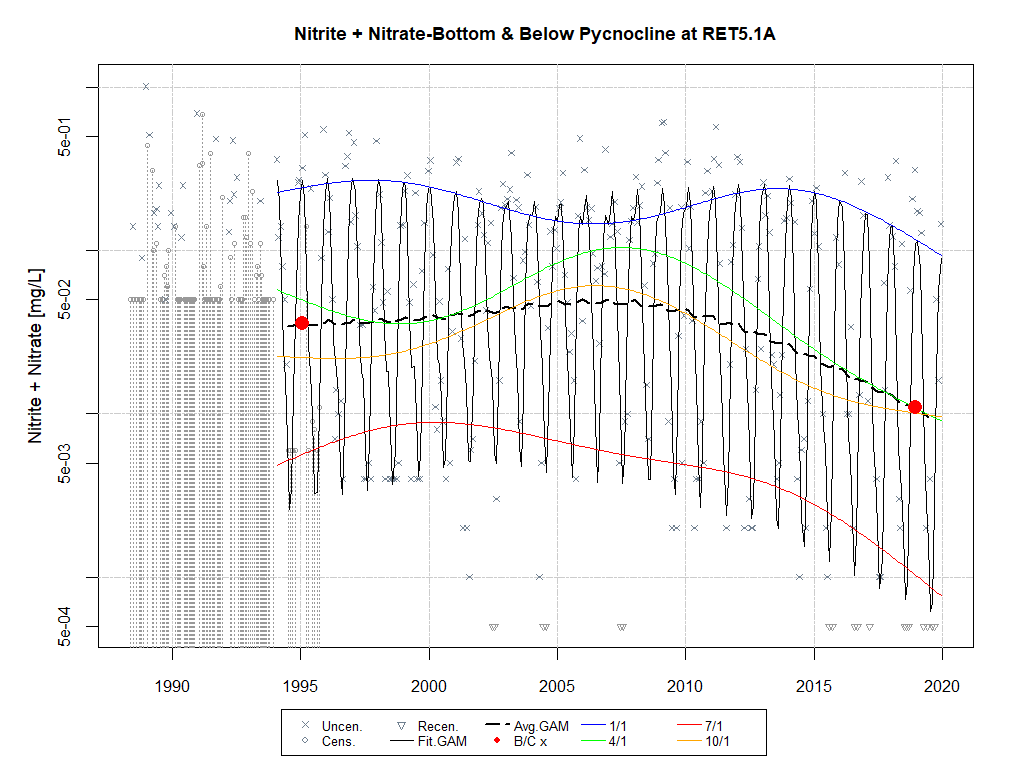 Nitrite + Nitrate-Bottom & Below Pycnocline at RET5.1A
Nitrite + Nitrate [mg/L]
5e-01
5e-02
5e-03
5e-04
1990 1995 2000 2005 2010 2015 2020
Uncen. Recen. Avg.GAM 1/1 7/1
Cens. Fit.GAM B/C x 4/1 10/1